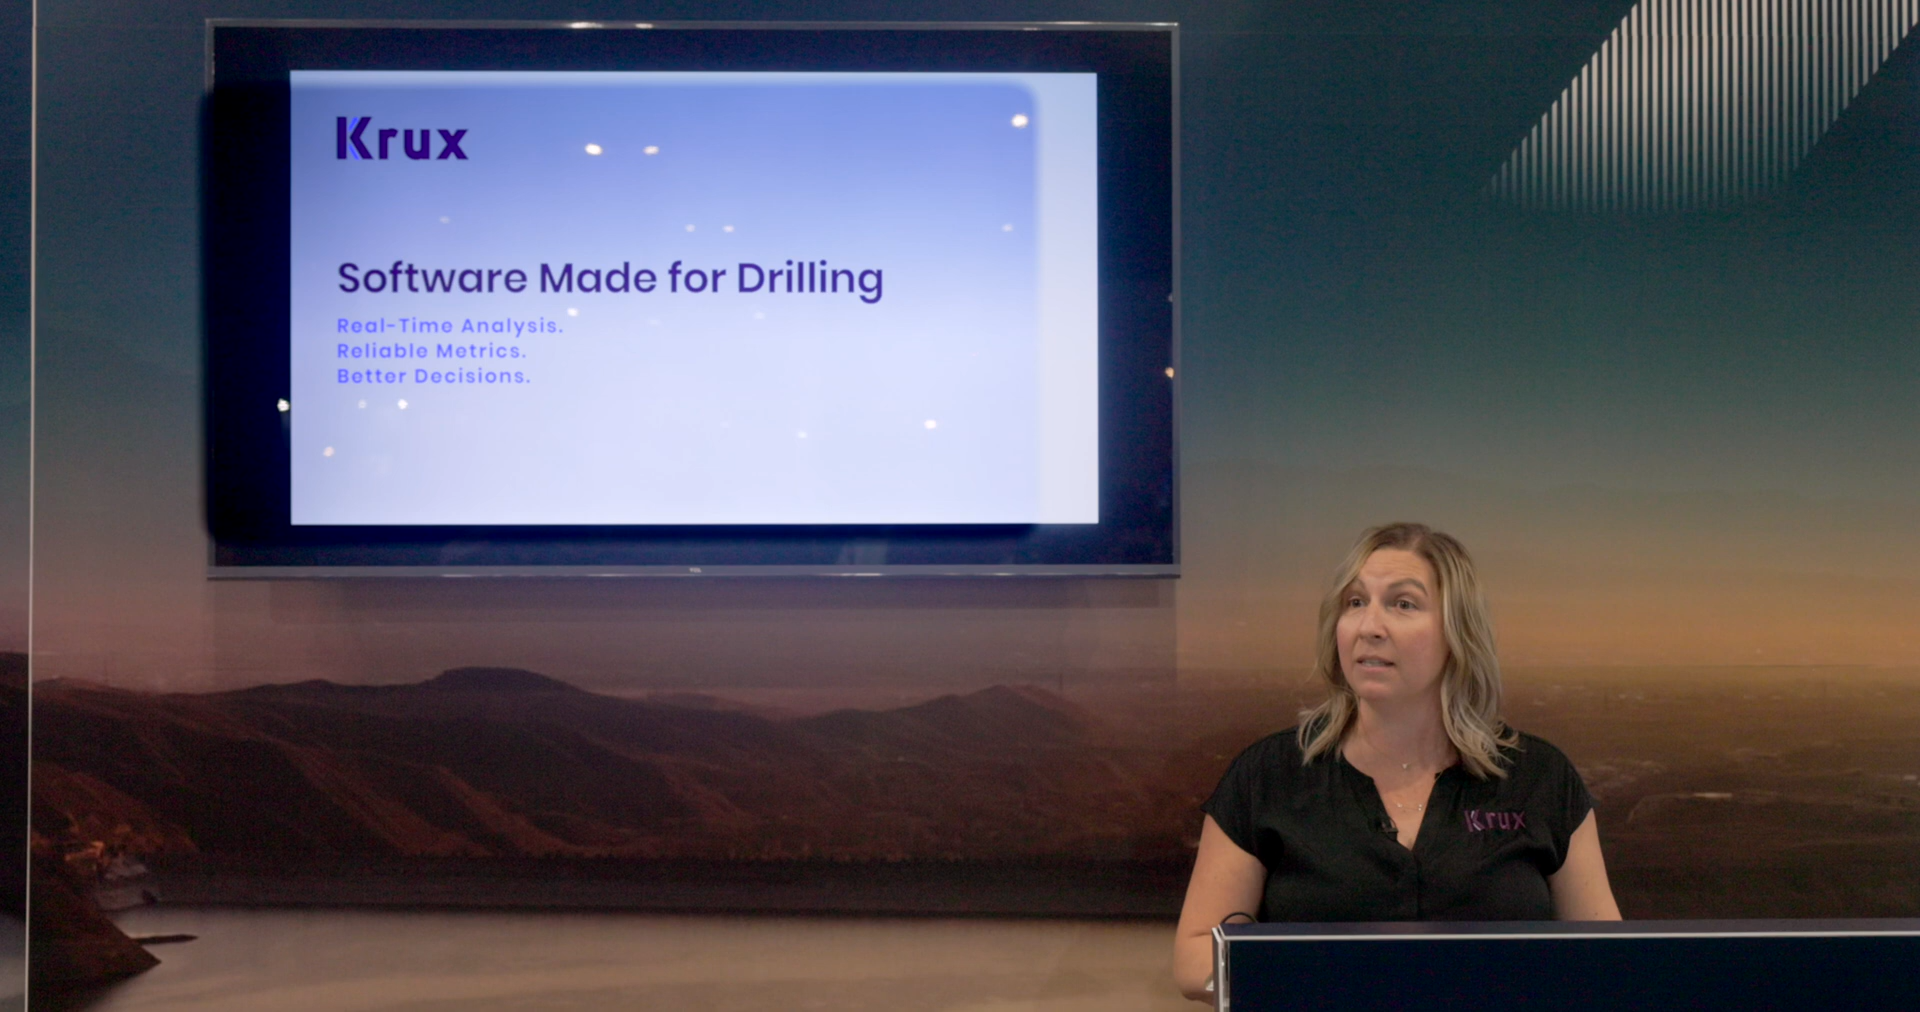 Krux
Software Made for Drilling
Real-Time Analysis.
Reliable Metrics.
Better Decisions.
Krux